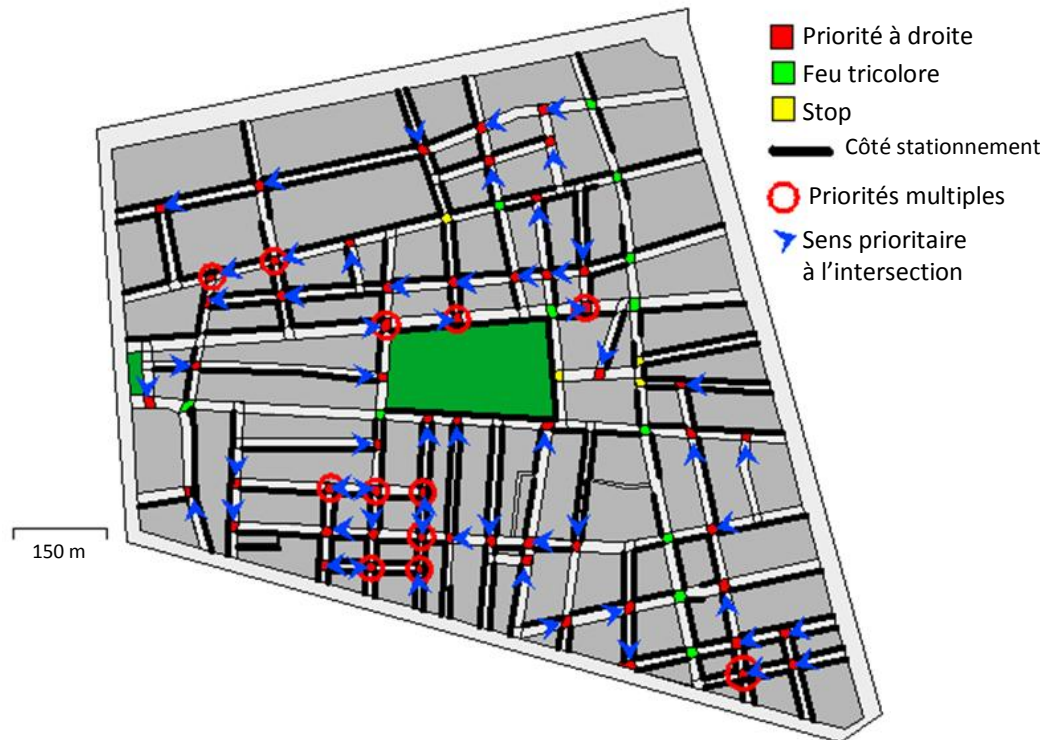 Priorité à droite
Feu tricolore
Stop
Côté stationnement
Priorités multiples
Sens prioritaire
à l’intersection
150 m